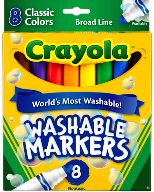 8 Classic Colors
Broad Line
Crayola
World's Most Washable!
WASHABLE
MARKERS
8